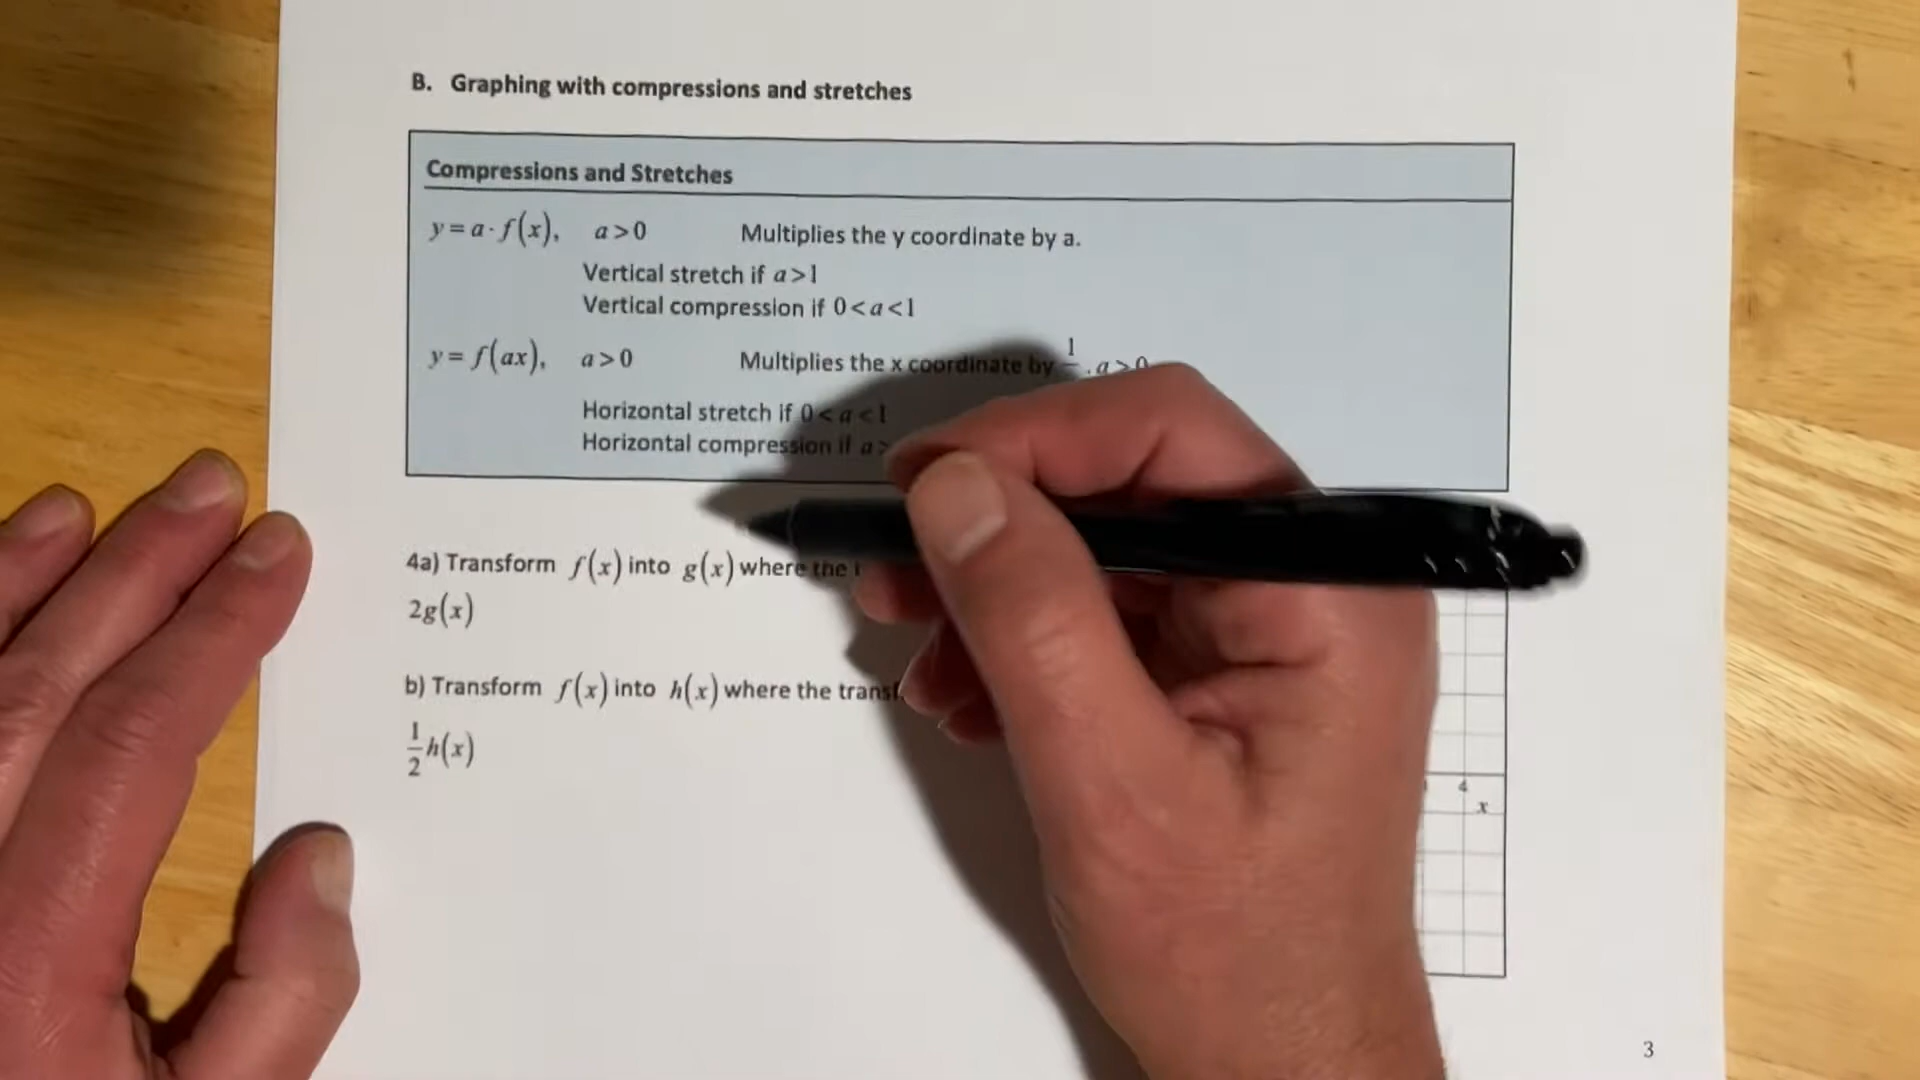 B. Graphing with compressions and stretches
Compressions and Stretches
y = a · f(x), a > 0 Multiplies the y coordinate by a.
Vertical stretch if a > 1
Vertical compression if 0 < a < 1
y = f(ax), a > 0 Multiplies the x coordinate by 1 , a > 0
Horizontal stretch if 0 < a < 1
Horizontal compression if a >
4a) Transform f(x) into g(x) where the
2g(x)
b) Transform f(x) into h(x) where the
1/2 h(x)
4
x
3